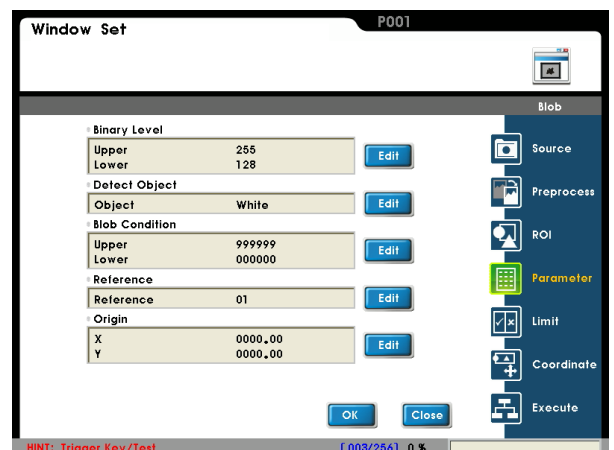 Window Set
P001
Blob
Binary Level
Upper 255
Lower 128
Edit
Detect Object
Object White
Edit
Blob Condition
Upper 999999
Lower 000000
Edit
Reference
Reference 01
Edit
Origin
X 0000.00
Y 0000.00
Edit
OK
Close
Source
Preprocess
ROI
Parameter
Limit
Coordinate
Execute
HINT: Trigger Key/Test
[003/256] 0 %